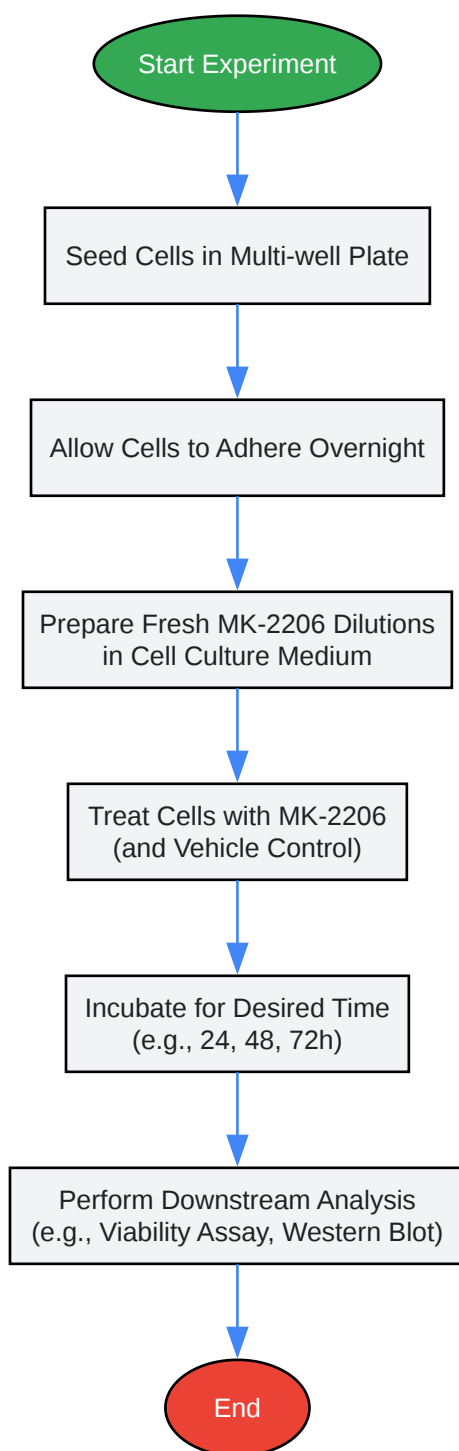 Start Experiment
Seed Cells in Multi-well Plate
Allow Cells to Adhere Overnight
Prepare Fresh MK-2206 Dilutions
in Cell Culture Medium
Treat Cells with MK-2206
(and Vehicle Control)
Incubate for Desired Time
(e.g., 24, 48, 72h)
Perform Downstream Analysis
(e.g., Viability Assay, Western Blot)
End